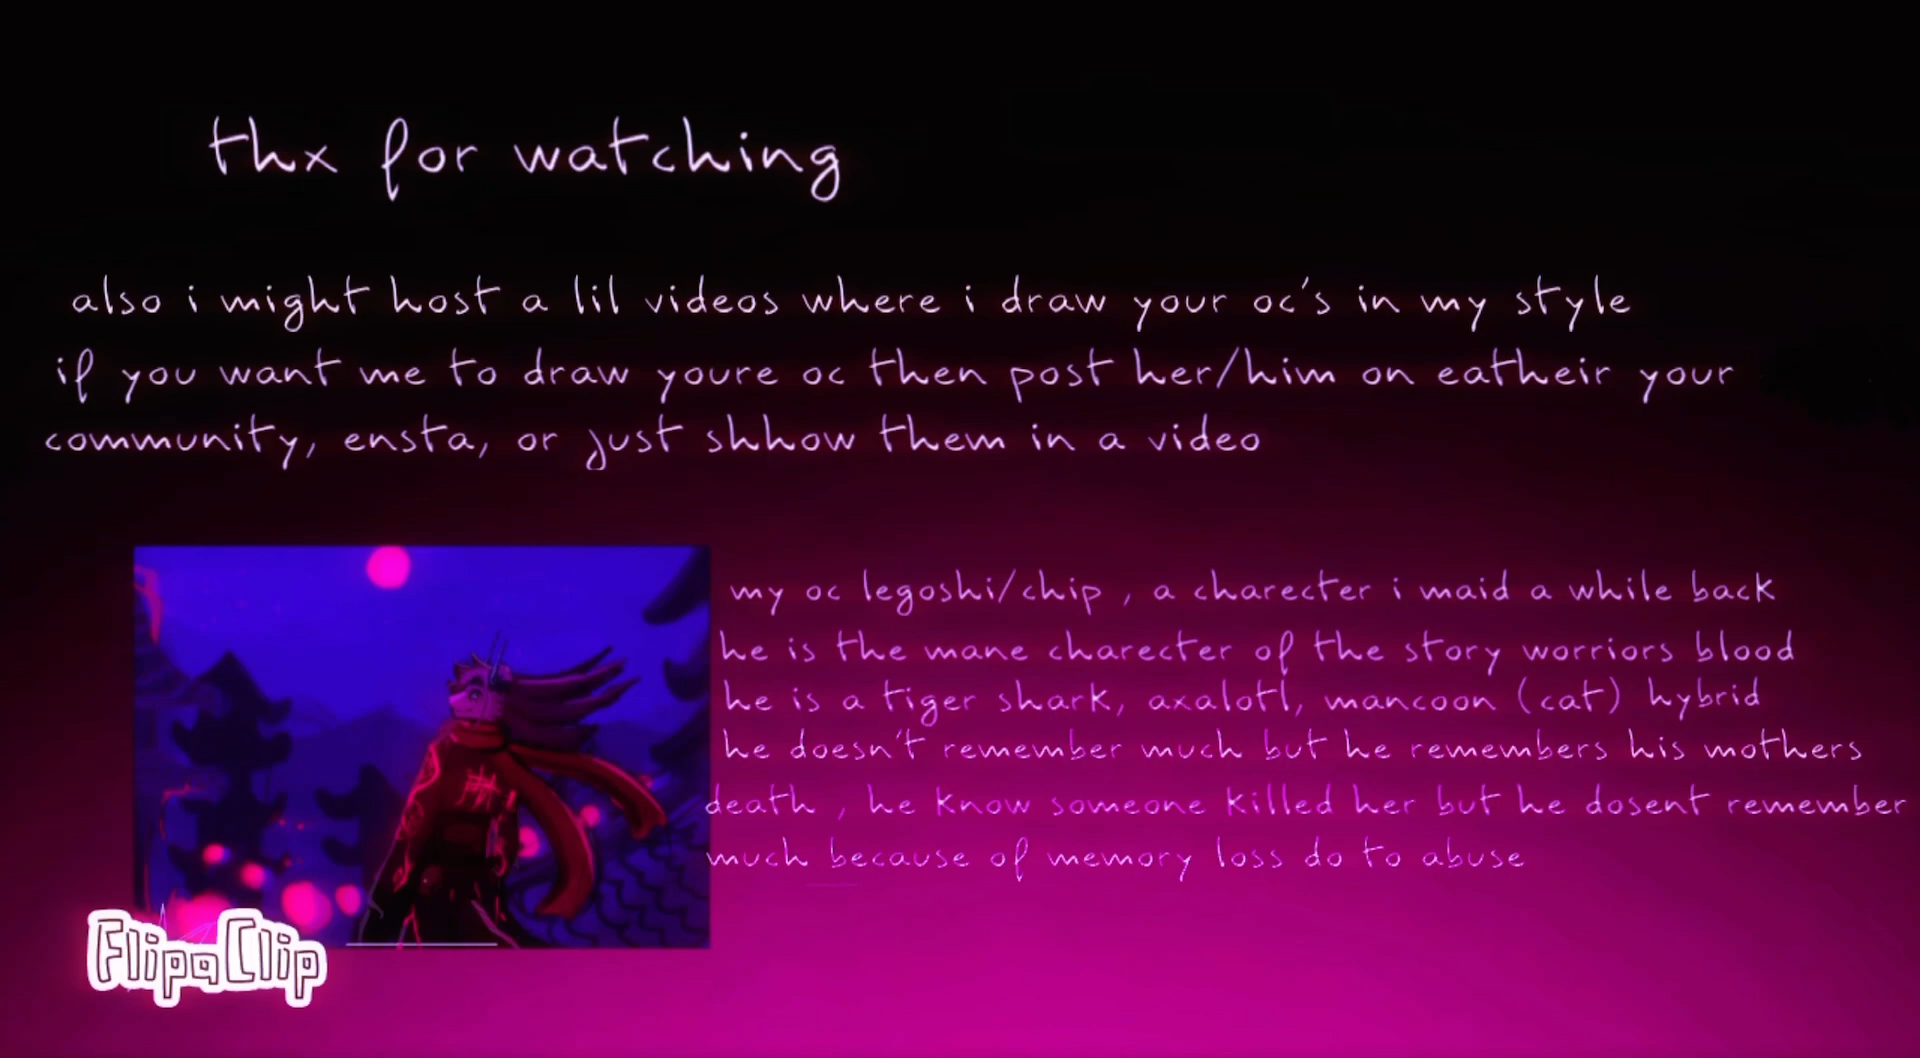 thx for watching
also i might host a lil videos where i draw your oc's in my style
if you want me to draw youre oc then post her/him on eatheir your
community, ensta, or just shhow them in a video
my oc legoshi/chip , a charecter i maid a while back
he is the mane charecter of the story worriors blood
he is a tiger shark, axalotl, mancoon (cat) hybrid
he doesn't remember much but he remembers his mothers
death , he know someone killed her but he dosent remember
much because of memory loss do to abuse
FlipaClip